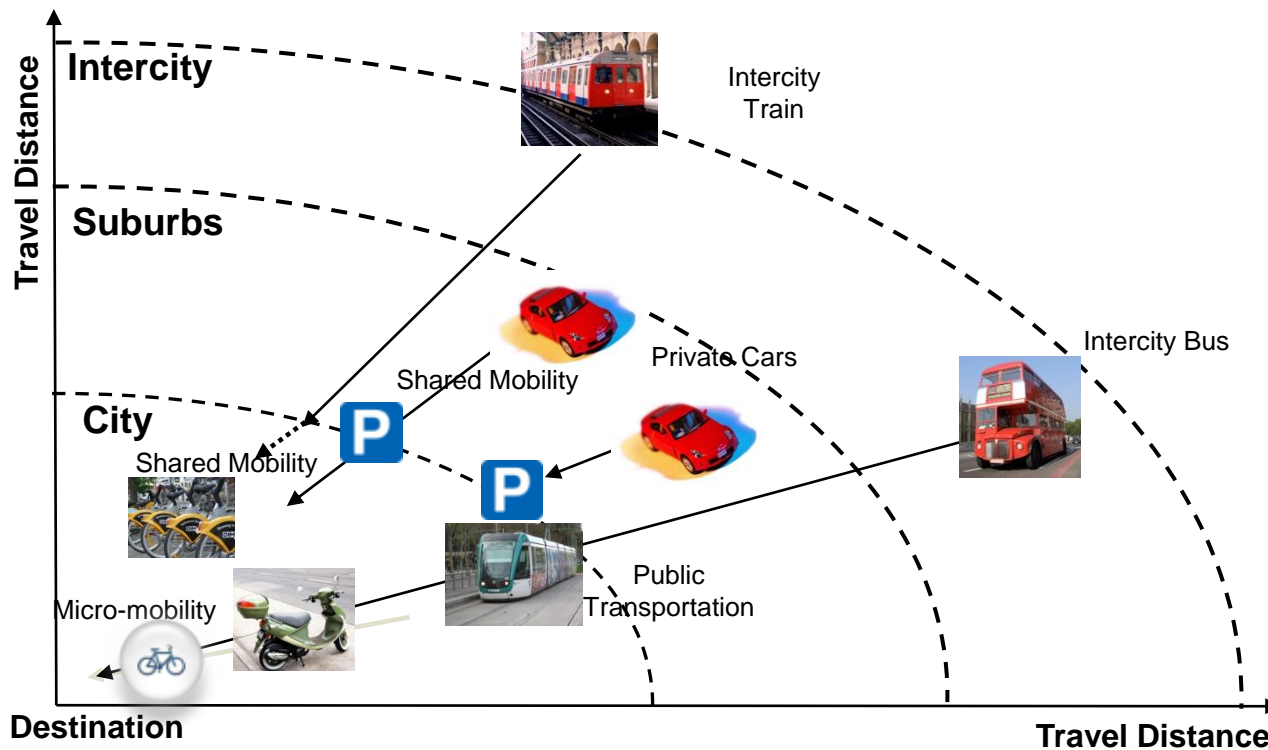 Intercity
Intercity
Train
Travel Distance
Suburbs
Intercity Bus
Private Cars
Shared Mobility
City
P
Shared Mobility
P
Public
Transportation
Micro-mobility
Destination
Travel Distance